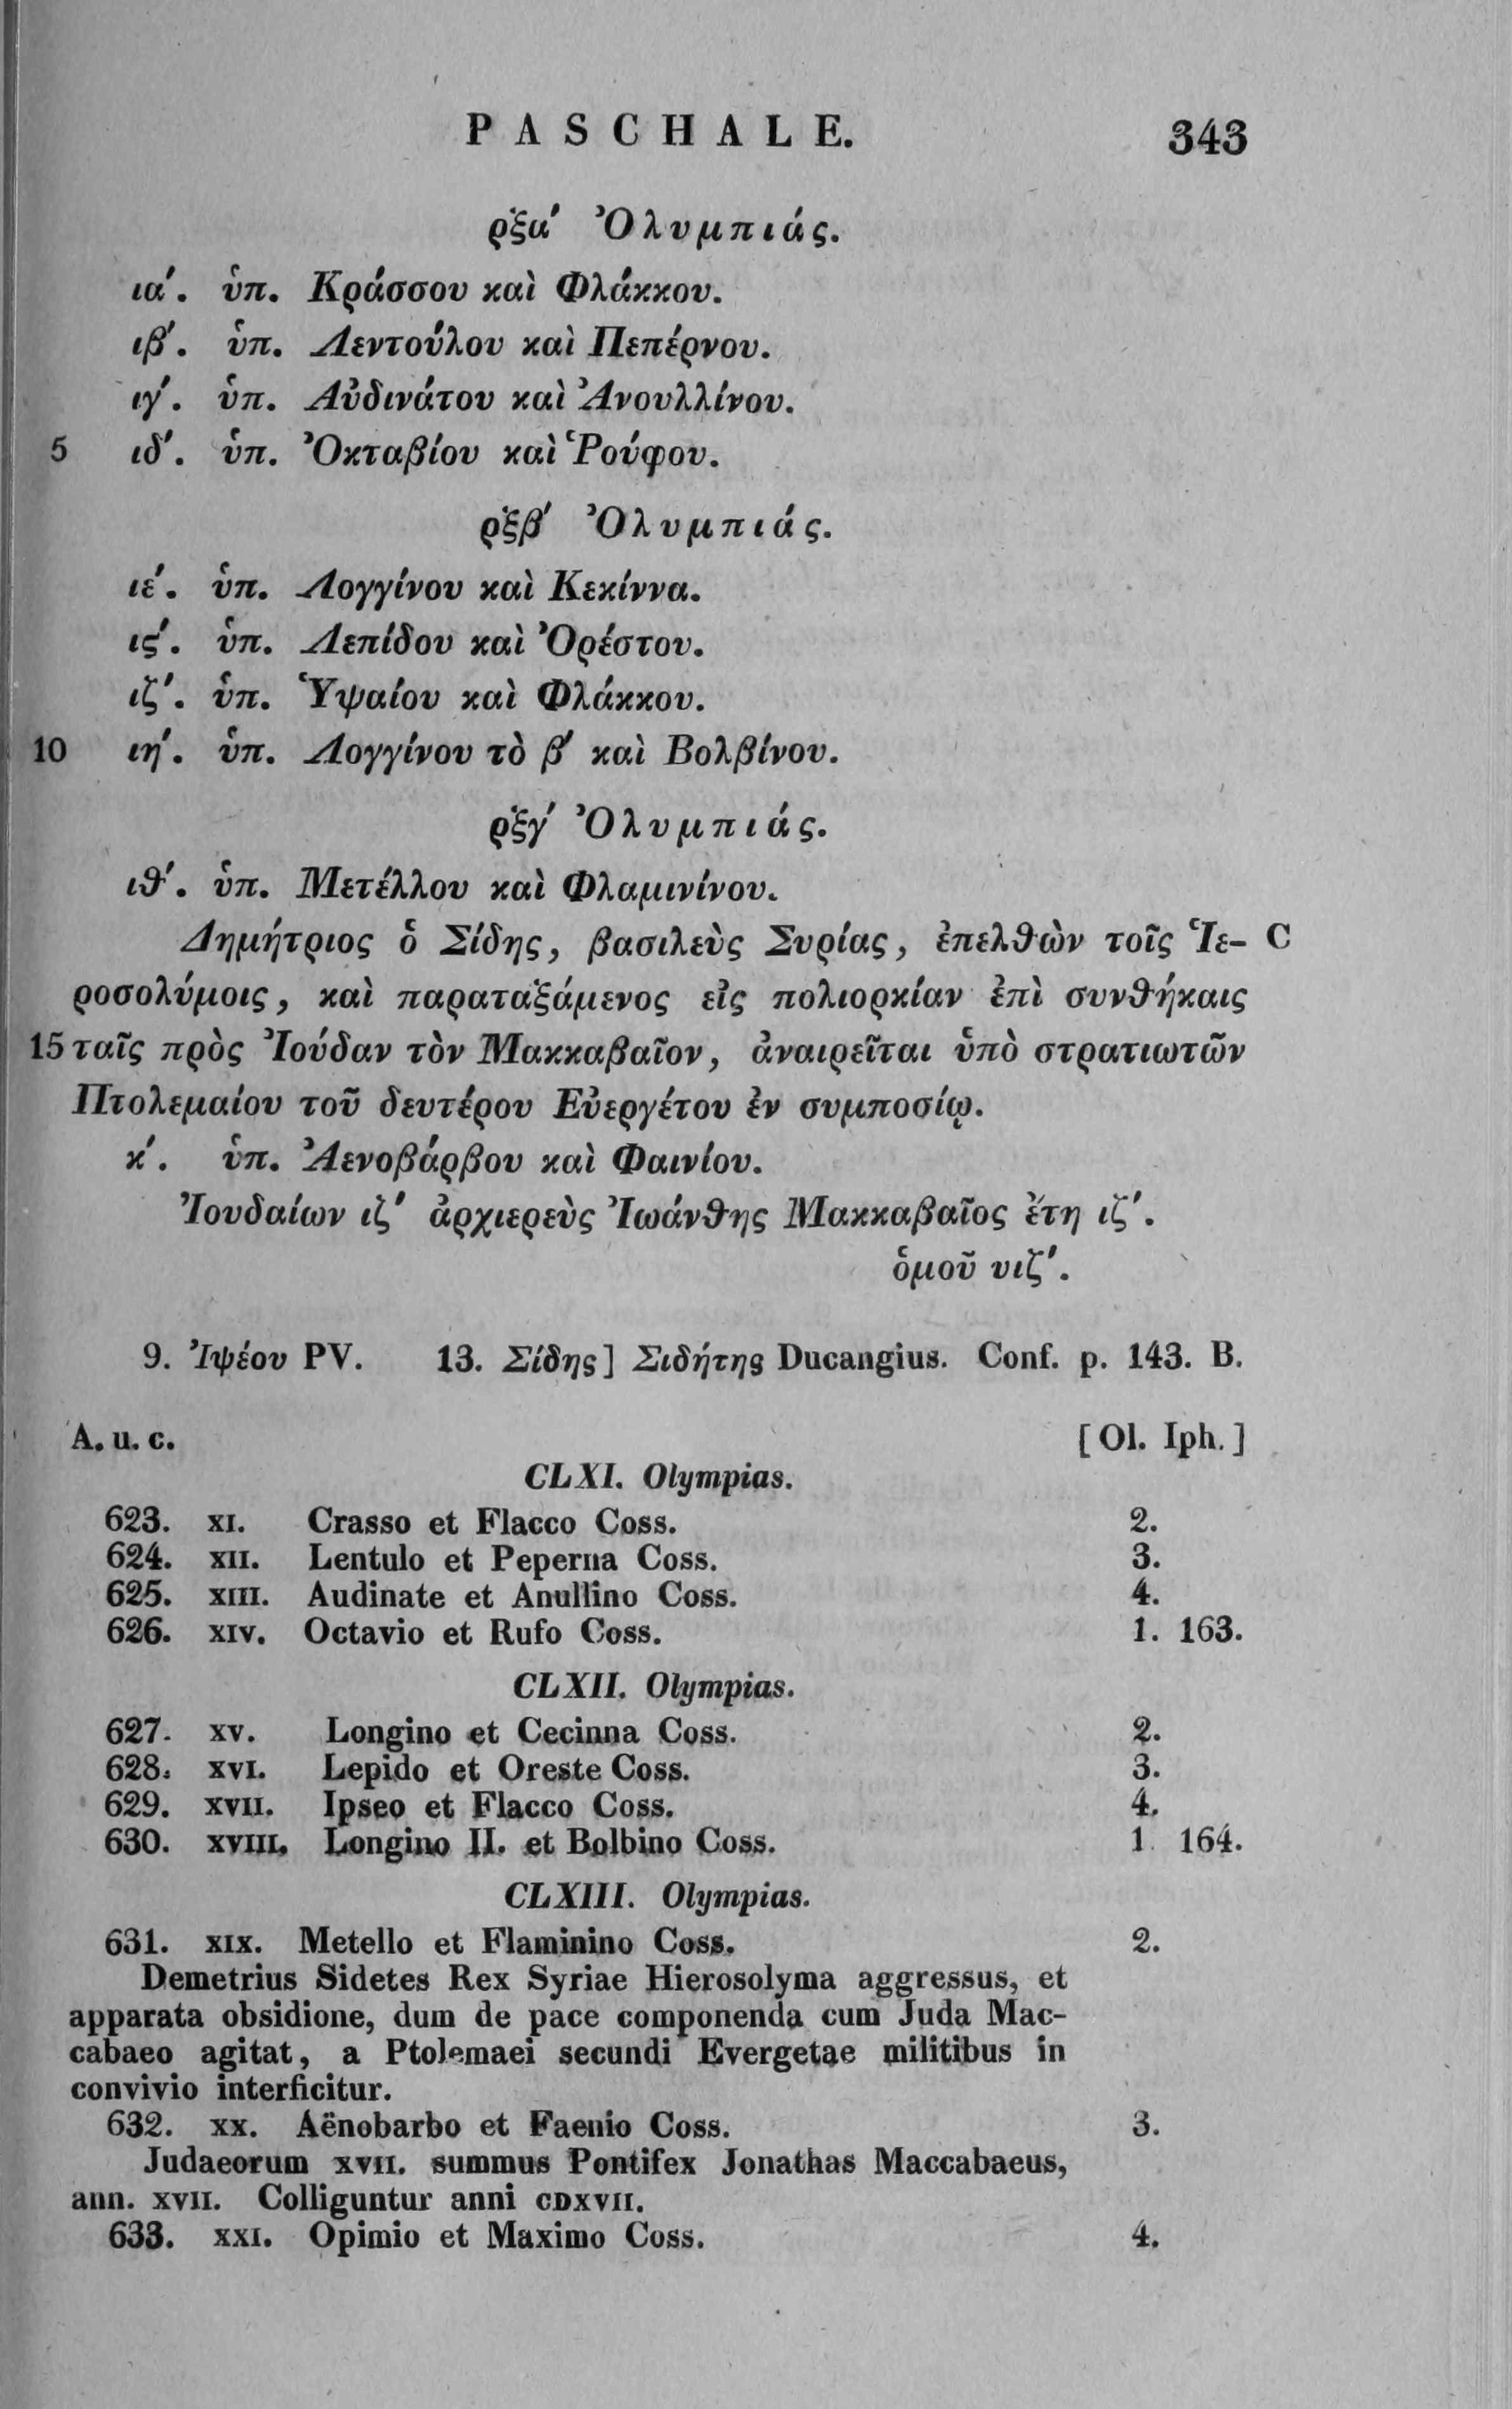 PASCHALE. 343
ρξα′ Ὀλυμπιάς.
ια′. ὑπ. Κράσσου καὶ Φλάκκου.
ιβ′. ὑπ. Λεντούλου καὶ Πεπέρνου.
ιγ′. ὑπ. Αὐδινάτου καὶ Ἀνουλλίνου.
5 ιδ′. ὑπ. Ὀκταβίου καὶ Ῥούφου.
ρξβ′ Ὀλυμπιάς.
ιε′. ὑπ. Λογγίνου καὶ Κεκίννα.
ις′. ὑπ. Λεπίδου καὶ Ὀρέστου.
ιζ′. ὑπ. Ὑψαίου καὶ Φλάκκου.
10 ιη′. ὑπ. Λογγίνου τὸ β′ καὶ Βολβίνου.
ρξγ′ Ὀλυμπιάς.
ιθ′. ὑπ. Μετέλλου καὶ Φλαμινίνου.
Δημήτριος ὁ Σίδης, βασιλεὺς Συρίας, ἐπελθὼν τοῖς Ἱε- C
ροσολύμοις, καὶ παραταξάμενος εἰς πολιορκίαν ἐπὶ συνθήκαις
15 ταῖς πρὸς Ἰούδαν τὸν Μακκαβαῖον, ἀναιρεῖται ὑπὸ στρατιωτῶν
Πτολεμαίου τοῦ δευτέρου Εὐεργέτου ἐν συμποσίῳ.
κ′. ὑπ. Ἀενοβάρβου καὶ Φαινίου.
Ἰουδαίων ιζ′ ἀρχιερεὺς Ἰωάνθης Μακκαβαῖος ἔτη ιζ′.
ὁμοῦ υιζ′.
9. Ἰψέου PV. 13. Σίδης] Σιδήτης Ducangius. Conf. p. 143. B.
A. u. c. [Ol. Iph.]
CLXI. Olympias.
623. XI. Crasso et Flacco Coss. 2.
624. XII. Lentulo et Peperna Coss. 3.
625. XIII. Audinate et Anullino Coss. 4.
626. XIV. Octavio et Rufo Coss. 1. 163.
CLXII. Olympias.
627. XV. Longino et Cecinna Coss. 2.
628. XVI. Lepido et Oreste Coss. 3.
629. XVII. Ipseo et Flacco Coss. 4.
630. XVIII. Longino II. et Bolbino Coss. 1. 164.
CLXIII. Olympias.
631. XIX. Metello et Flaminino Coss. 2.
Demetrius Sidetes Rex Syriae Hierosolyma aggressus, et
apparata obsidione, dum de pace componenda cum Juda Mac-
cabaeo agitat, a Ptolemaei secundi Evergetae militibus in
convivio interficitur.
632. XX. Aënobarbo et Faenio Coss. 3.
Judaeorum XVII. summus Pontifex Jonathas Maccabaeus,
ann. XVII. Colliguntur anni CDXVII.
633. XXI. Opimio et Maximo Coss. 4.